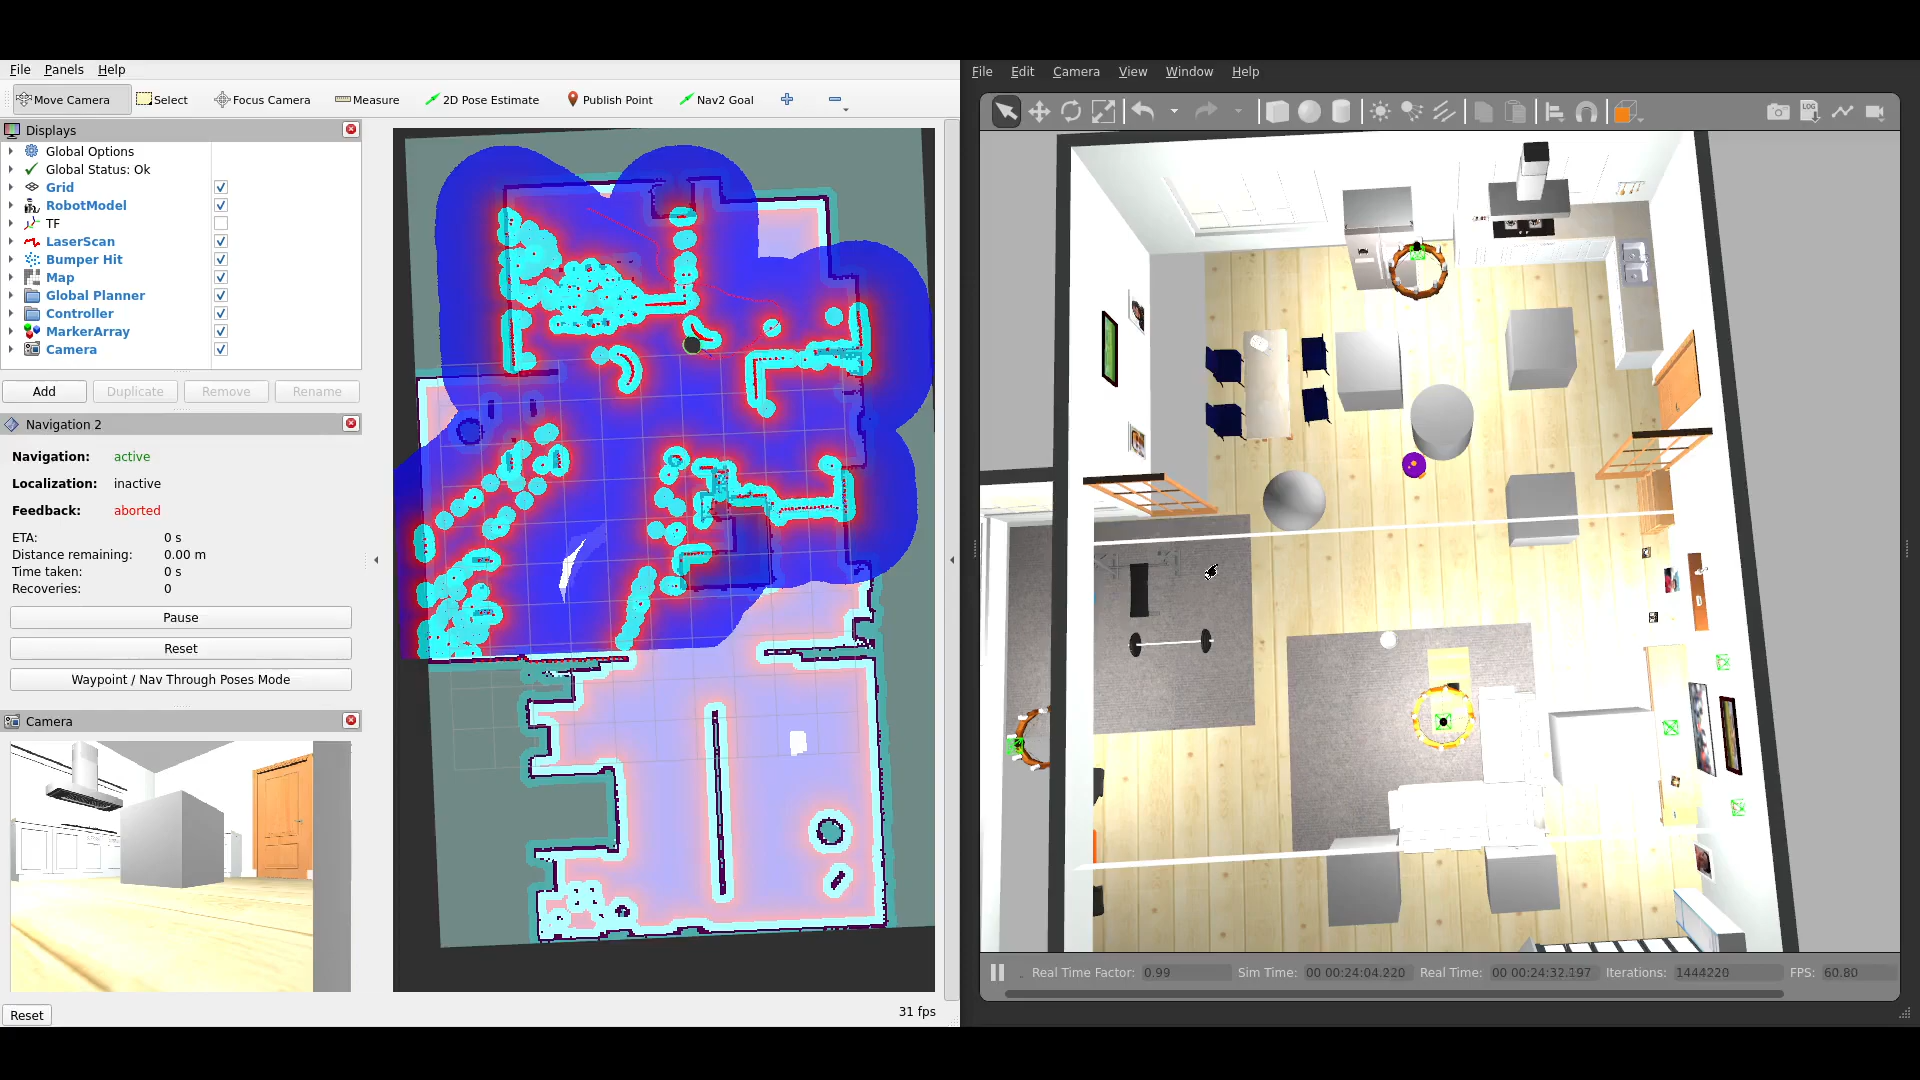 File Panels Help
Move Camera Select Focus Camera Measure 2D Pose Estimate Publish Point Nav2 Goal
Displays
Global Options
Global Status: Ok
Grid
RobotModel
TF
LaserScan
Bumper Hit
Map
Global Planner
Controller
MarkerArray
Camera
Add Duplicate Remove Rename
Navigation 2
Navigation: active
Localization: inactive
Feedback: aborted
ETA: 0 s
Distance remaining: 0.00 m
Time taken: 0 s
Recoveries: 0
Pause
Reset
Waypoint / Nav Through Poses Mode
Camera
Reset
31 fps
File Edit Camera View Window Help
LOG
Real Time Factor: 0.99 Sim Time: 00 00:24:04.220 Real Time: 00 00:24:32.197 Iterations: 1444220 FPS: 60.80